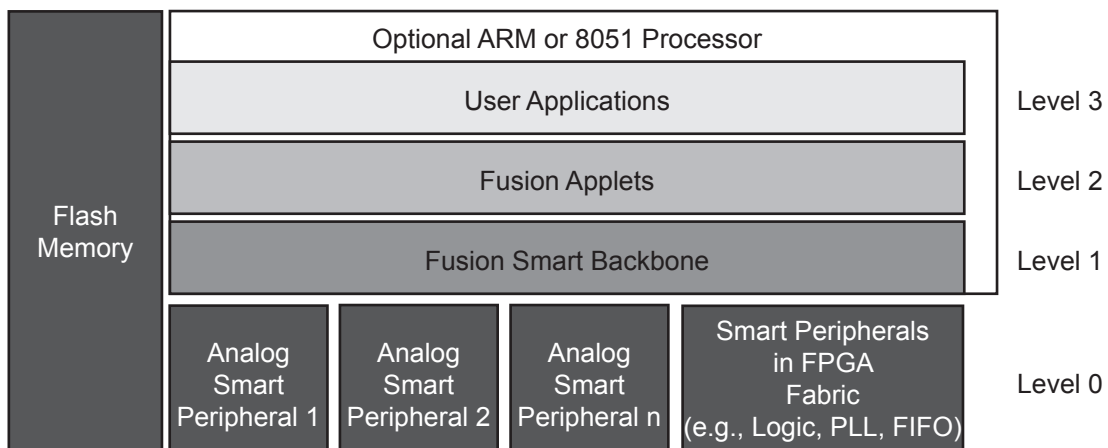 Optional ARM or 8051 Processor
User Applications
Level 3
Fusion Applets
Level 2
Flash
Memory
Fusion Smart Backbone
Level 1
Analog
Smart
Peripheral 1
Analog
Smart
Peripheral 2
Analog
Smart
Peripheral n
Smart Peripherals
in FPGA
Fabric
(e.g., Logic, PLL, FIFO)
Level 0